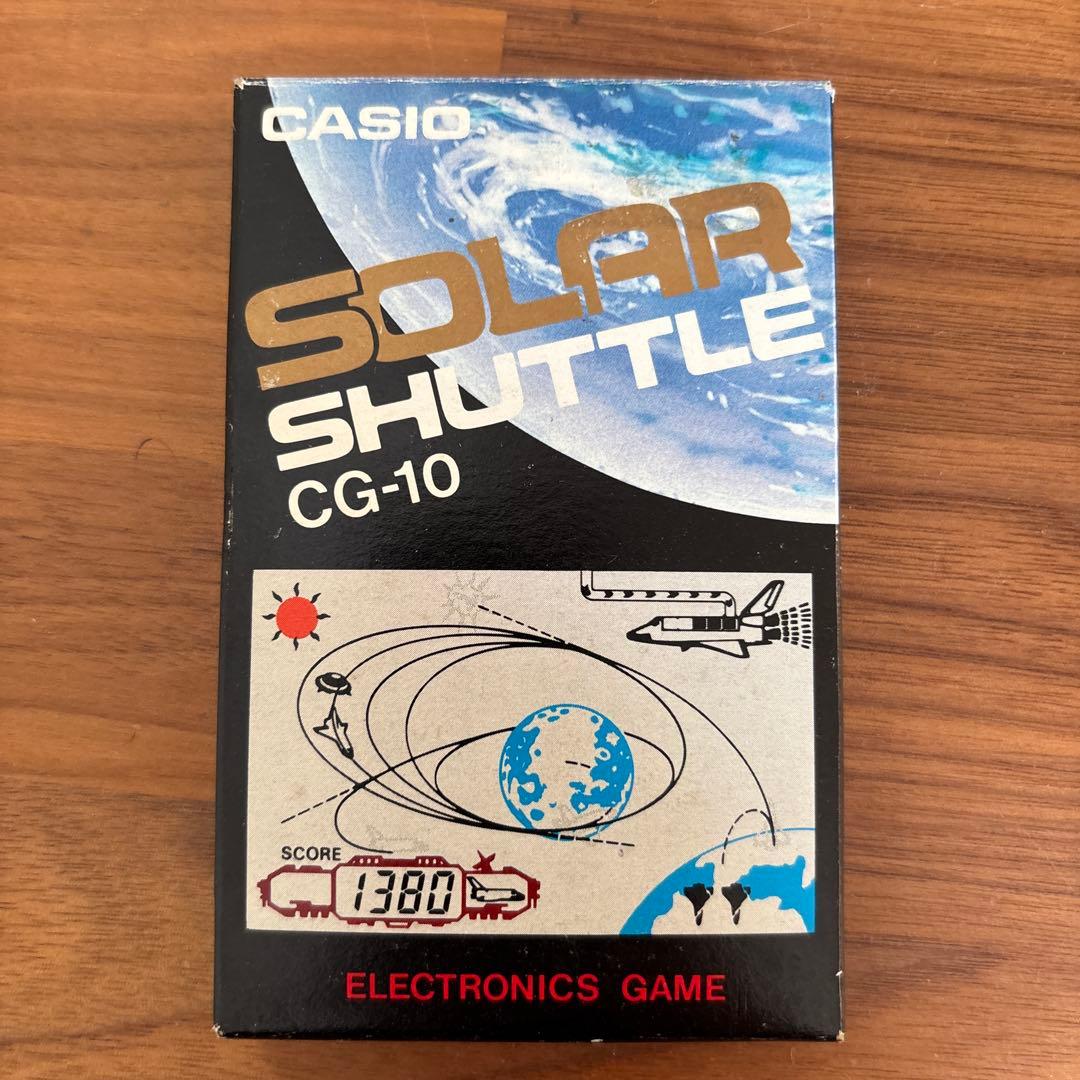 CASIO
SOLAR
SHUTTLE
CG-10
SCORE
1380
ELECTRONICS GAME